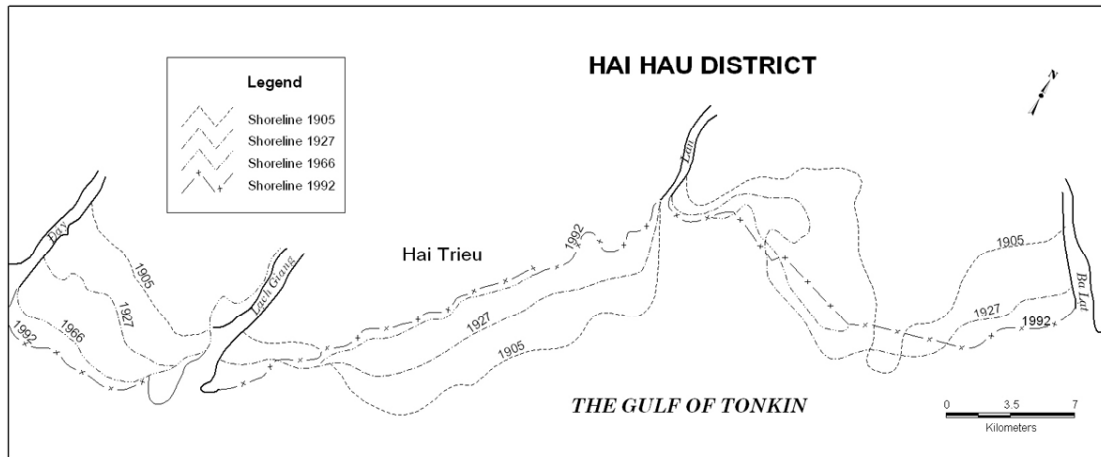 HAI HAU DISTRICT
N
Legend
Shoreline 1905
Shoreline 1927
Shoreline 1966
Shoreline 1992
Lan
Day
1905
1927
1966
1992
Lach Giang
Hai Trieu
1992
1927
1905
1905
1927
1992
Ba Lat
THE GULF OF TONKIN
0 3.5 7
Kilometers